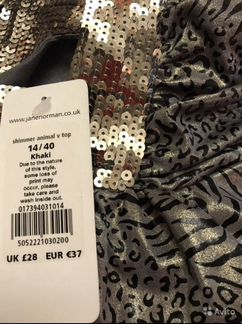 www.janenorman.co.uk
shimmer animal v top
14/40
Khaki
Due to the nature
of this style,
some loss of
print may
occur, please
take care and
wash inside out.
017394031014
5052221030200
UK £28 EUR €37
Avito